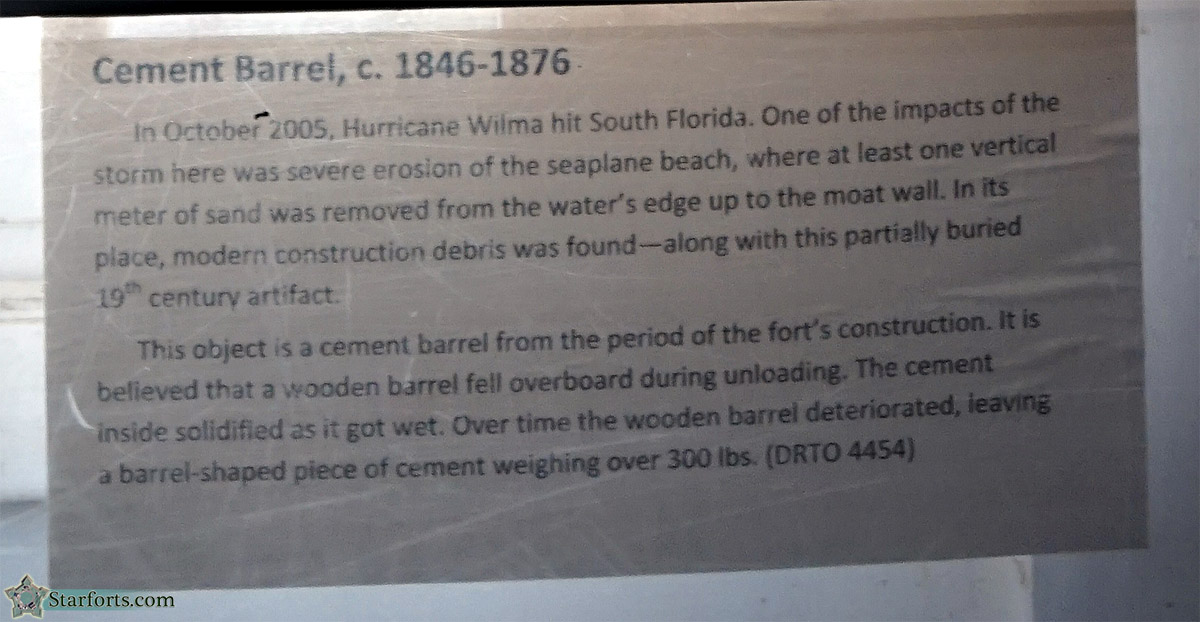 Cement Barrel, c. 1846-1876
In October 2005, Hurricane Wilma hit South Florida. One of the impacts of the
storm here was severe erosion of the seaplane beach, where at least one vertical
meter of sand was removed from the water's edge up to the moat wall. In its
place, modern construction debris was found—along with this partially buried
19th century artifact.
This object is a cement barrel from the period of the fort's construction. It is
believed that a wooden barrel fell overboard during unloading. The cement
inside solidified as it got wet. Over time the wooden barrel deteriorated, leaving
a barrel-shaped piece of cement weighing over 300 lbs. (DRTO 4454)
Starforts.com